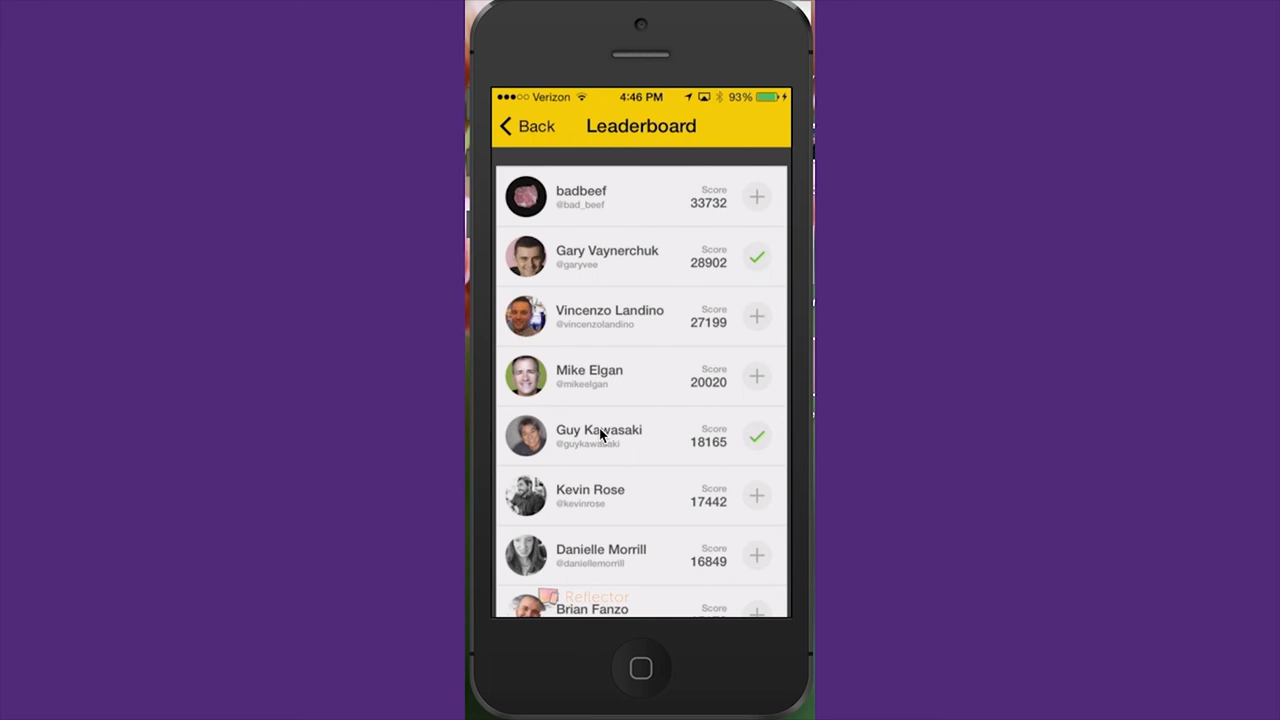 Verizon 4:46 PM 93%
Back Leaderboard
badbeef Score
@bad_beef 33732
Gary Vaynerchuk Score
@garyvee 28902
Vincenzo Landino Score
@vincenzolandino 27199
Mike Elgan Score
@mikeelgan 20020
Guy Kawasaki Score
@guykawasaki 18165
Kevin Rose Score
@kevinrose 17442
Danielle Morrill Score
@daniellemorrill 16849
Reflector
Brian Fanzo Score